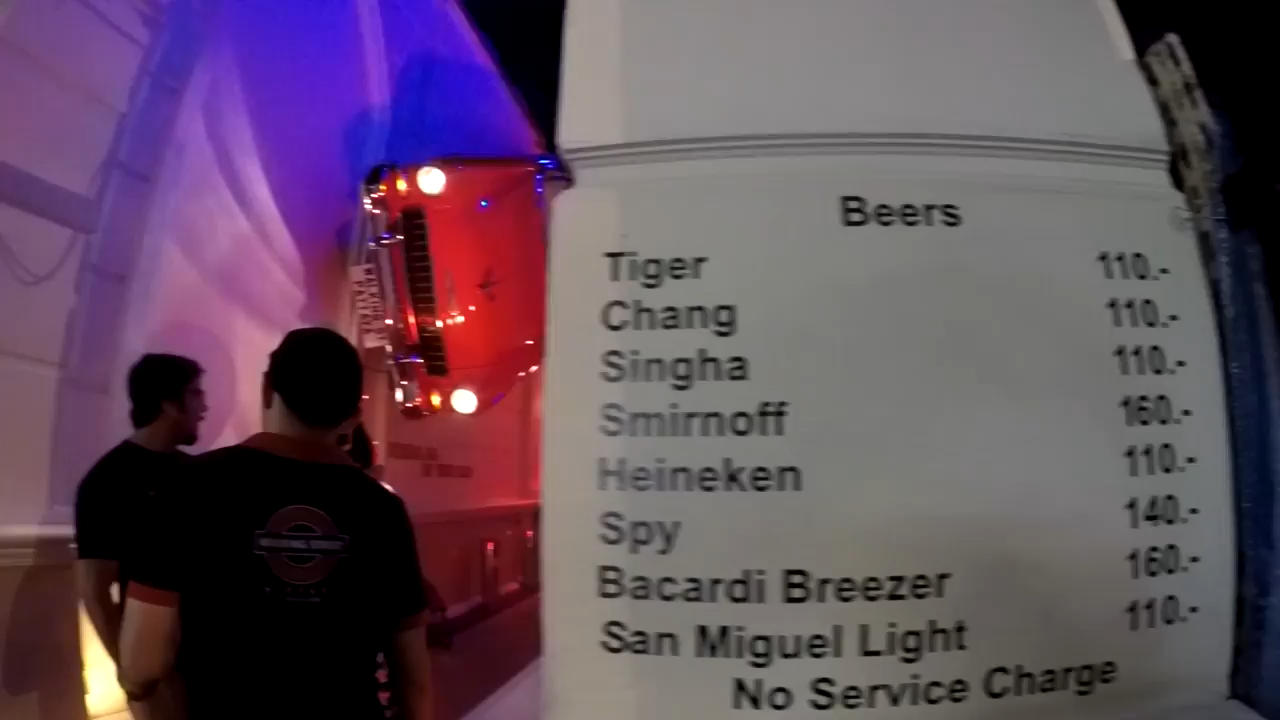 Beers
Tiger 110.-
Chang 110.-
Singha 110.-
Smirnoff 160.-
Heineken 110.-
Spy 140.-
Bacardi Breezer 160.-
San Miguel Light 110.-
No Service Charge